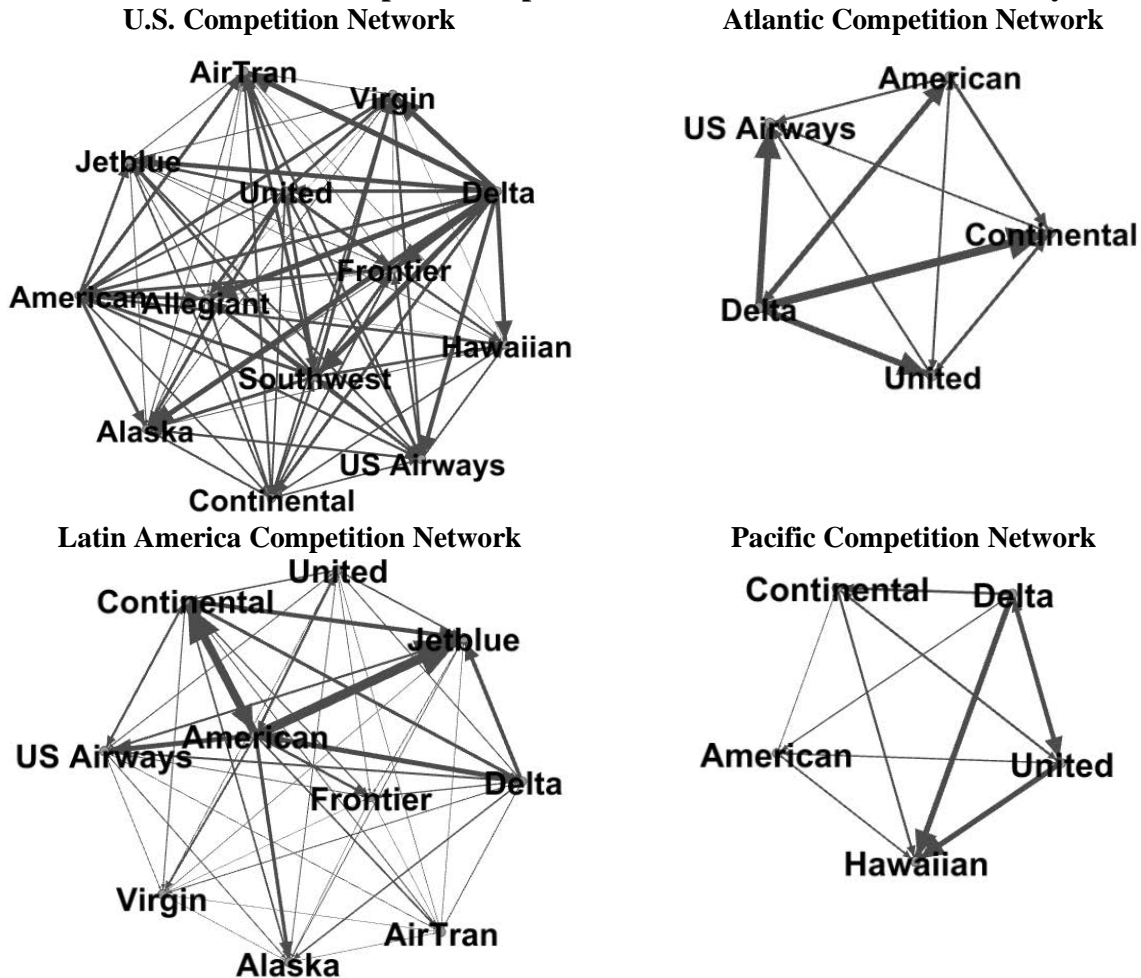 U.S. Competition Network
AirTran
Virgin
Jetblue
United
Delta
Frontier
American
Allegiant
Hawaiian
Southwest
Alaska
US Airways
Continental
Atlantic Competition Network
American
US Airways
Continental
Delta
United
Latin America Competition Network
United
Continental
Jetblue
American
US Airways
Delta
Frontier
Virgin
AirTran
Alaska
Pacific Competition Network
Continental
Delta
American
United
Hawaiian